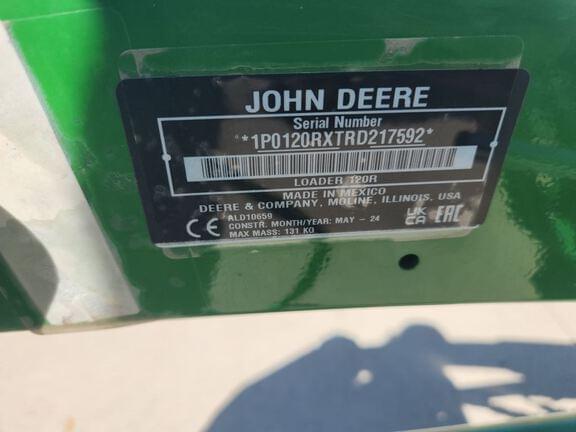 JOHN DEERE
Serial Number
*1P0120RXTRD217592*
LOADER 120R
MADE IN MEXICO
DEERE & COMPANY, MOLINE, ILLINOIS, USA
ALD10659
CONSTR. MONTH/YEAR: MAY - 24
MAX MASS: 131 KG
CE
UK CA
EAC